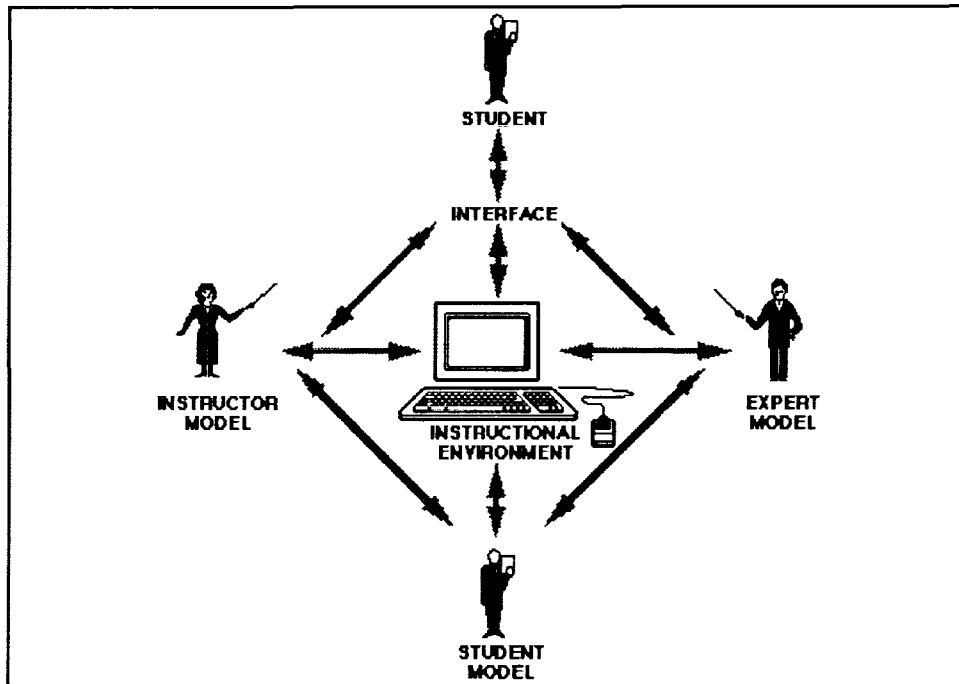 STUDENT
INTERFACE
INSTRUCTOR
MODEL
EXPERT
MODEL
INSTRUCTIONAL
ENVIRONMENT
STUDENT
MODEL